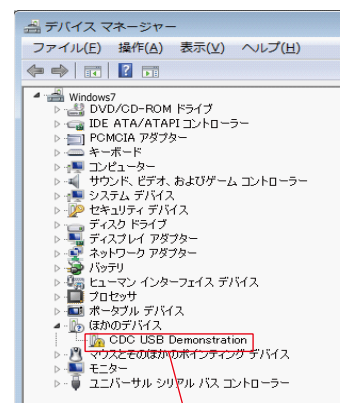 デバイス マネージャー
ファイル(F) 操作(A) 表示(V) ヘルプ(H)
Windows7
DVD/CD-ROM ドライブ
IDE ATA/ATAPI コントローラー
PCMCIA アダプター
キーボード
コンピューター
サウンド、ビデオ、およびゲーム コントローラー
システム デバイス
セキュリティ デバイス
ディスク ドライブ
ディスプレイ アダプター
ネットワーク アダプター
バッテリ
ヒューマン インターフェイス デバイス
プロセッサ
ポータブル デバイス
ほかのデバイス
CDC USB Demonstration
マウスとそのほかのポインティング デバイス
モニター
ユニバーサル シリアル バス コントローラー